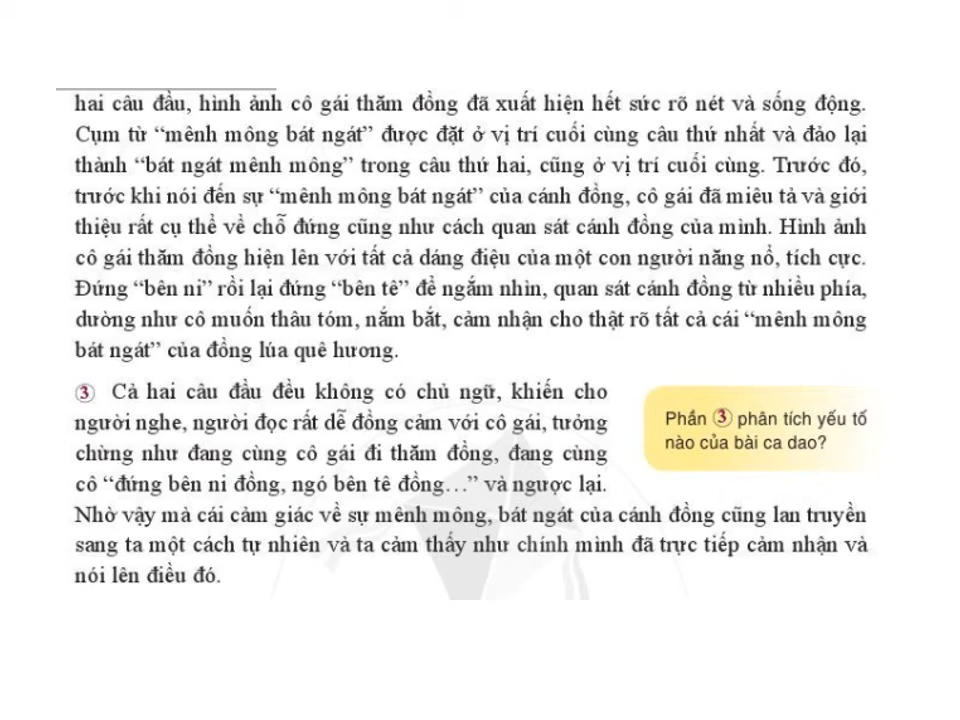 hai câu đầu, hình ảnh cô gái thăm đồng đã xuất hiện hết sức rõ nét và sống động.
Cụm từ “mênh mông bát ngát” được đặt ở vị trí cuối cùng câu thứ nhất và đảo lại
thành “bát ngát mênh mông” trong câu thứ hai, cũng ở vị trí cuối cùng. Trước đó,
trước khi nói đến sự “mênh mông bát ngát” của cánh đồng, cô gái đã miêu tả và giới
thiệu rất cụ thể về chỗ đứng cũng như cách quan sát cánh đồng của mình. Hình ảnh
cô gái thăm đồng hiện lên với tất cả dáng điệu của một con người năng nổ, tích cực.
Đứng “bên ni” rồi lại đứng “bên tê” để ngắm nhìn, quan sát cánh đồng từ nhiều phía,
dường như cô muốn thâu tóm, nắm bắt, cảm nhận cho thật rõ tất cả cái “mênh mông
bát ngát” của đồng lúa quê hương.
③ Cả hai câu đầu đều không có chủ ngữ, khiến cho
người nghe, người đọc rất dễ đồng cảm với cô gái, tưởng
chừng như đang cùng cô gái đi thăm đồng, đang cùng
cô “đứng bên ni đồng, ngó bên tê đồng…” và ngược lại.
Nhờ vậy mà cái cảm giác về sự mênh mông, bát ngát của cánh đồng cũng lan truyền
sang ta một cách tự nhiên và ta cảm thấy như chính mình đã trực tiếp cảm nhận và
nói lên điều đó.
Phần ③ phân tích yếu tố
nào của bài ca dao?